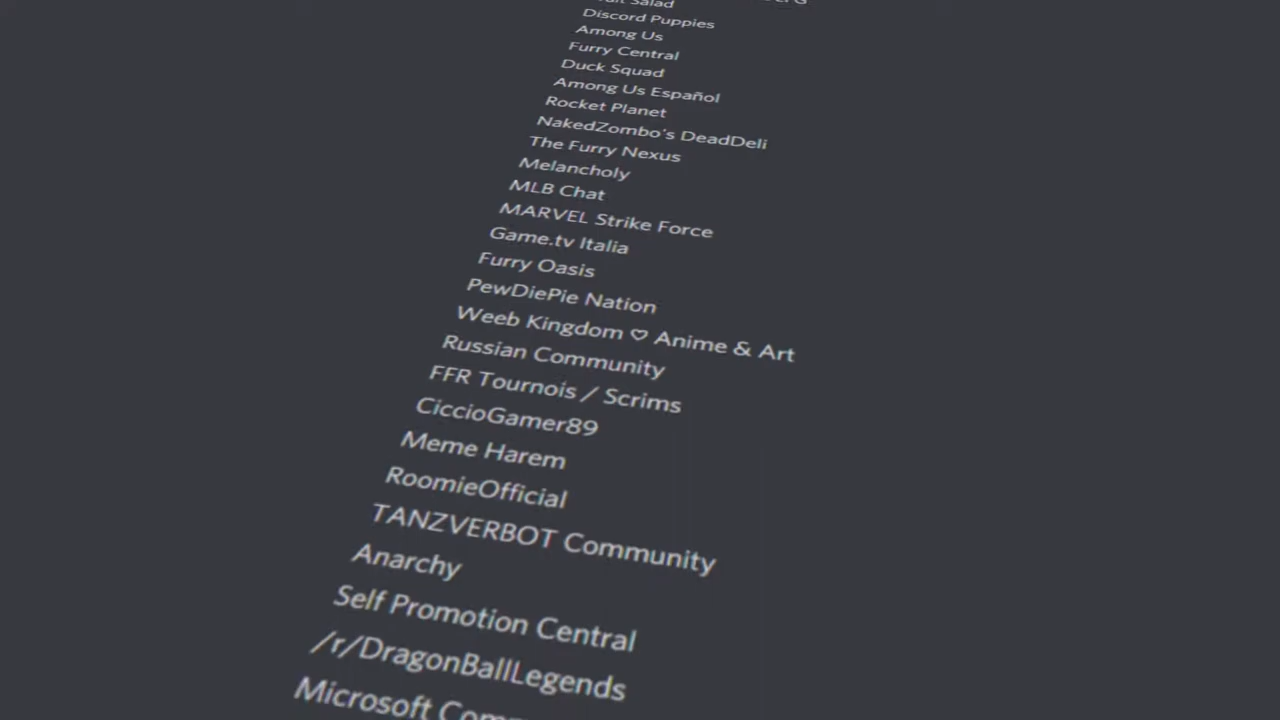 Salad
Discord Puppies
Among Us
Furry Central
Duck Squad
Among Us Español
Rocket Planet
NakedZombo's DeadDeli
The Furry Nexus
Melancholy
MLB Chat
MARVEL Strike Force
Game.tv Italia
Furry Oasis
PewDiePie Nation
Weeb Kingdom ♡ Anime & Art
Russian Community
FFR Tournois / Scrims
CiccioGamer89
Meme Harem
RoomieOfficial
TANZVERBOT Community
Anarchy
Self Promotion Central
/r/DragonBallLegends
Microsoft